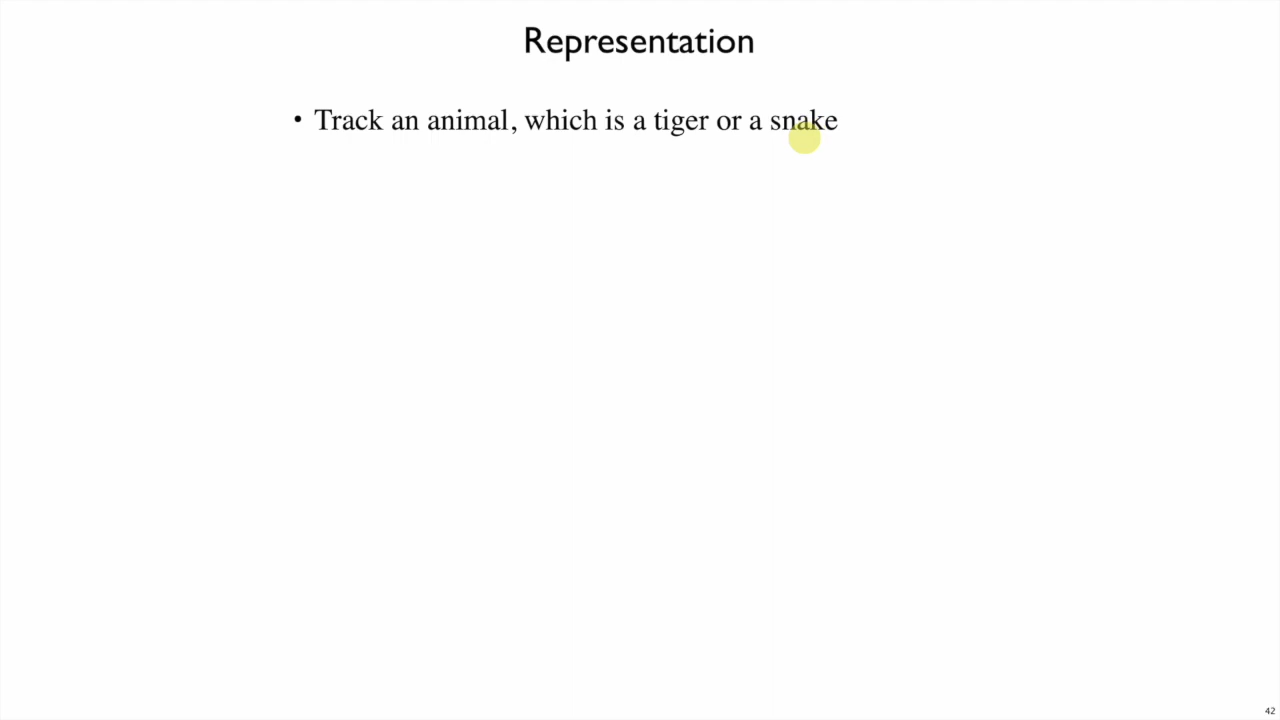 Representation
• Track an animal, which is a tiger or a snake
42